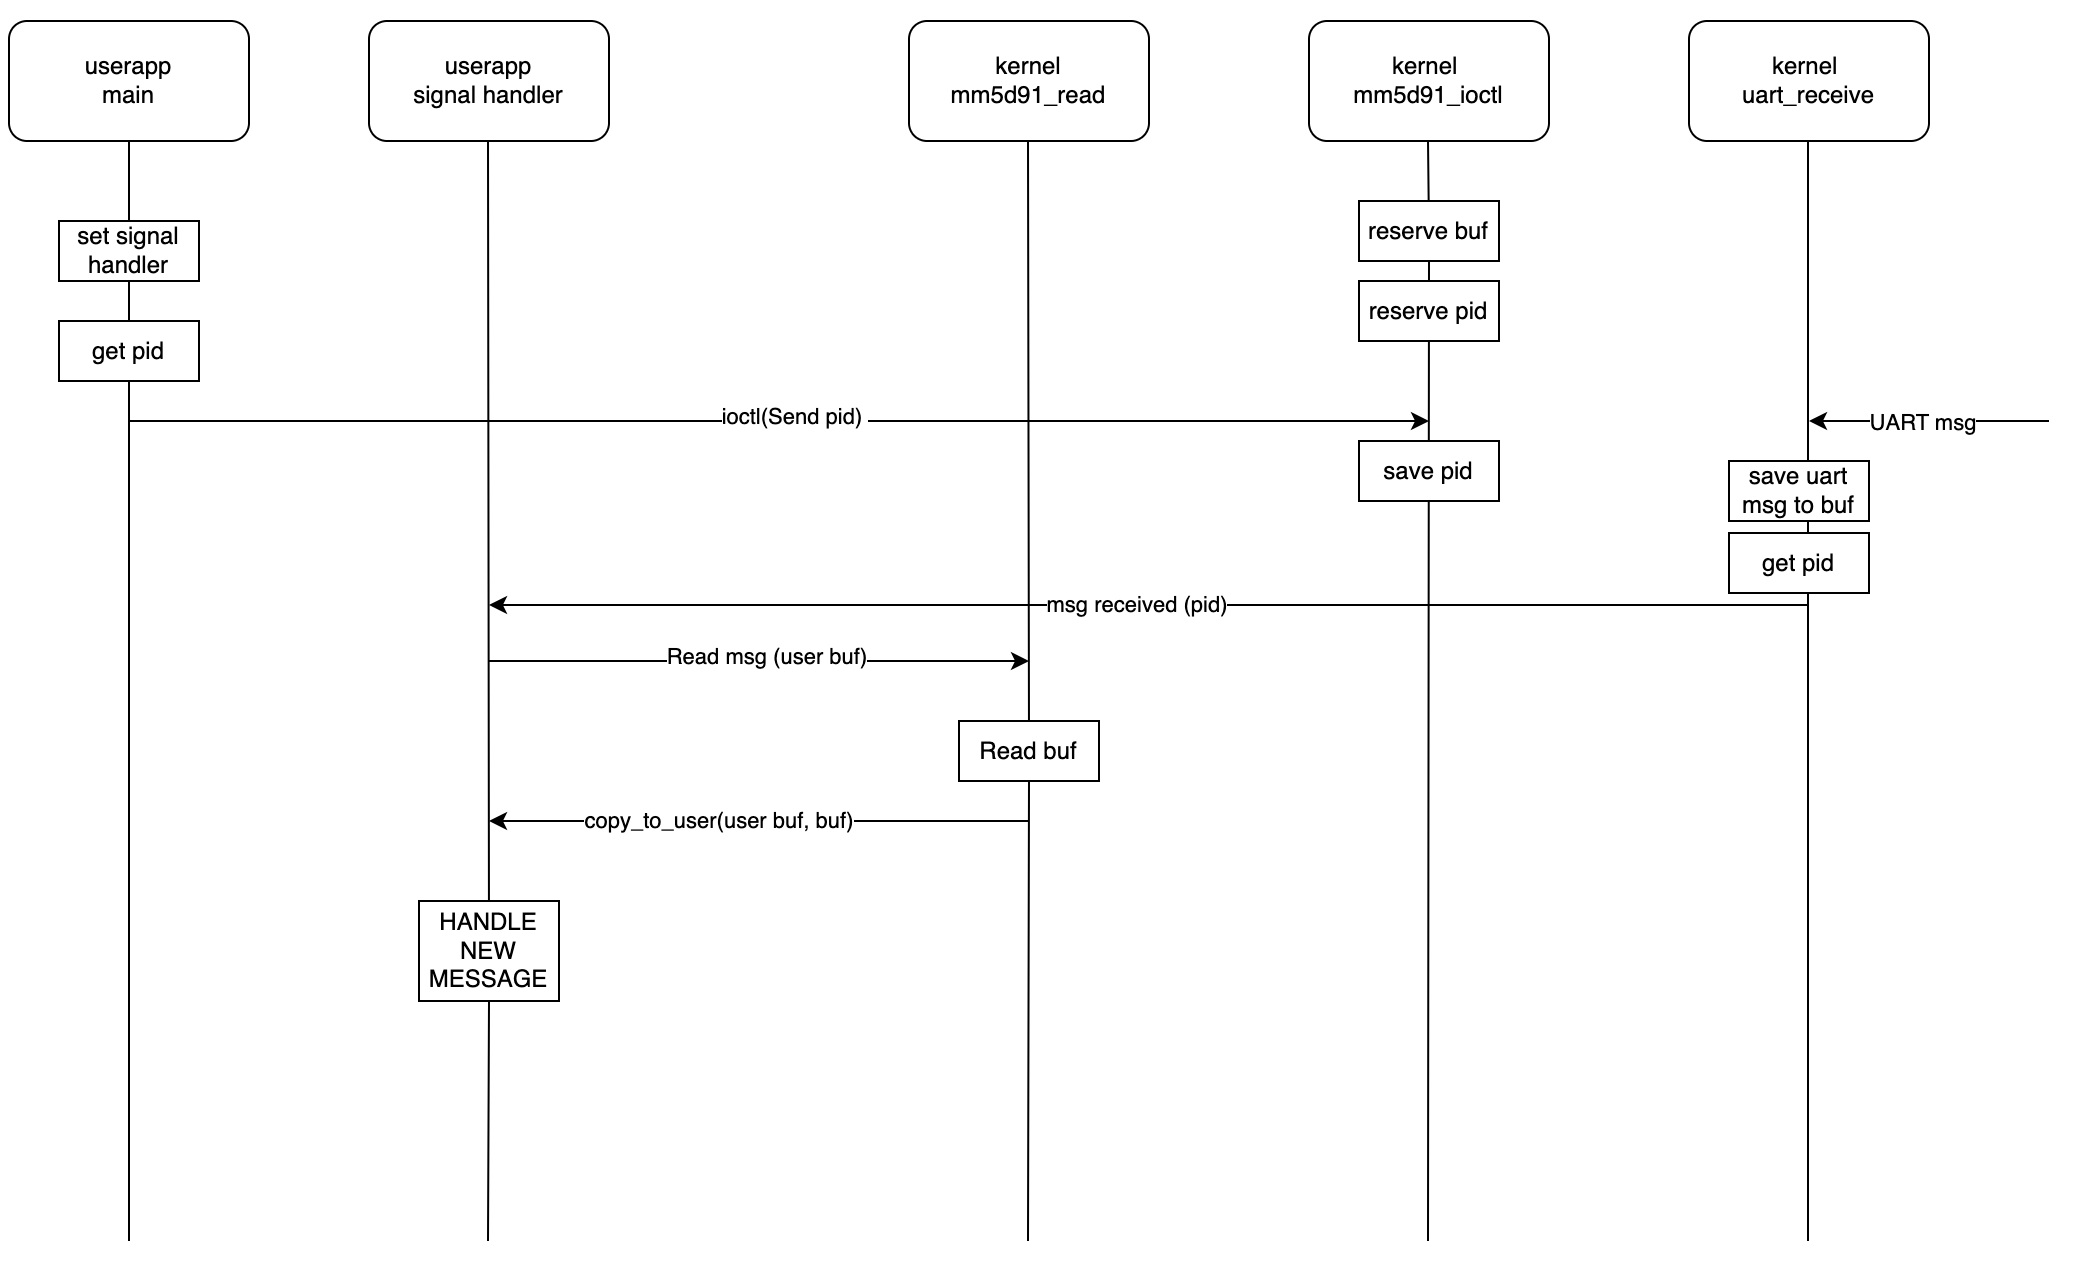 userapp
main
userapp
signal handler
kernel
mm5d91_read
kernel
mm5d91_ioctl
kernel
uart_receive
set signal
handler
reserve buf
reserve pid
get pid
ioctl(Send pid)
UART msg
save pid
save uart
msg to buf
get pid
msg received (pid)
Read msg (user buf)
Read buf
copy_to_user(user buf, buf)
HANDLE
NEW
MESSAGE